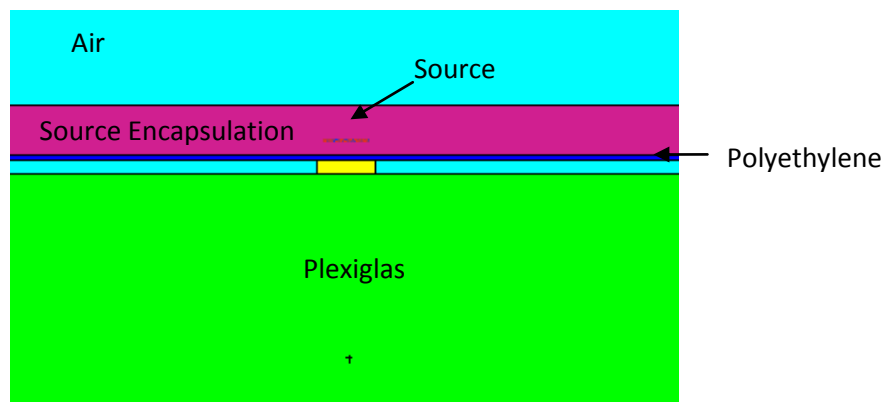 Air
Source
Source Encapsulation
Polyethylene
Plexiglas